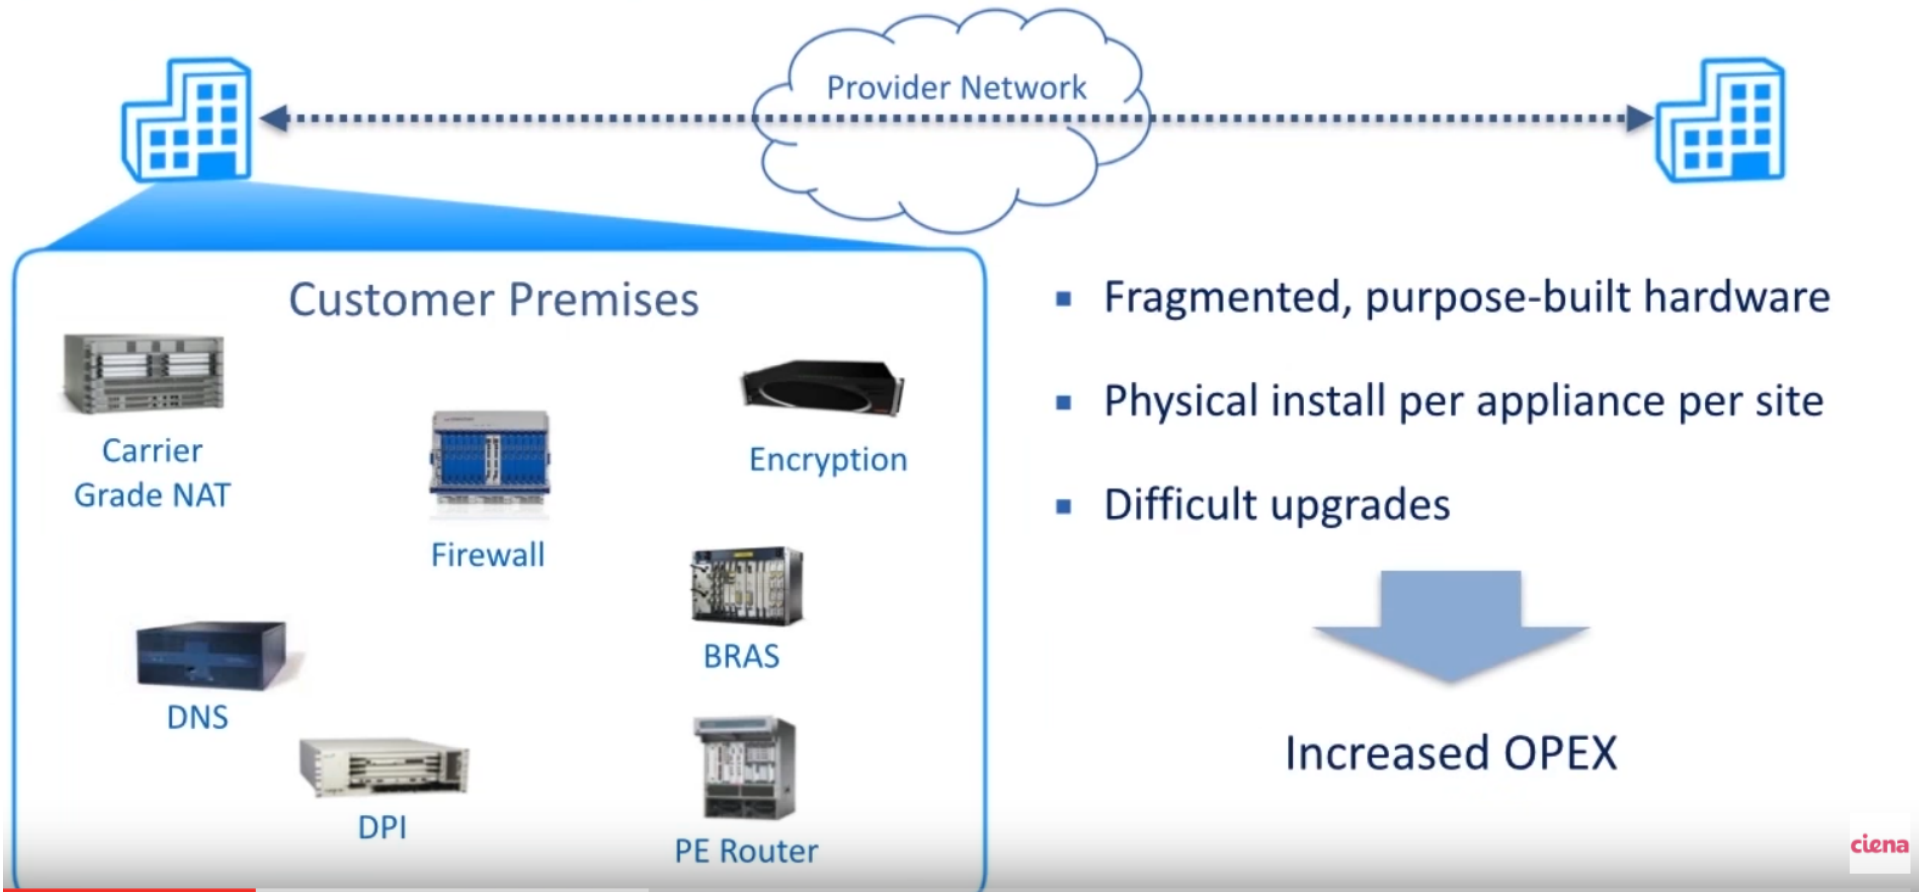 Provider Network
Customer Premises
Carrier
Grade NAT
Firewall
Encryption
BRAS
DNS
DPI
PE Router
Fragmented, purpose-built hardware
Physical install per appliance per site
Difficult upgrades
Increased OPEX
ciena